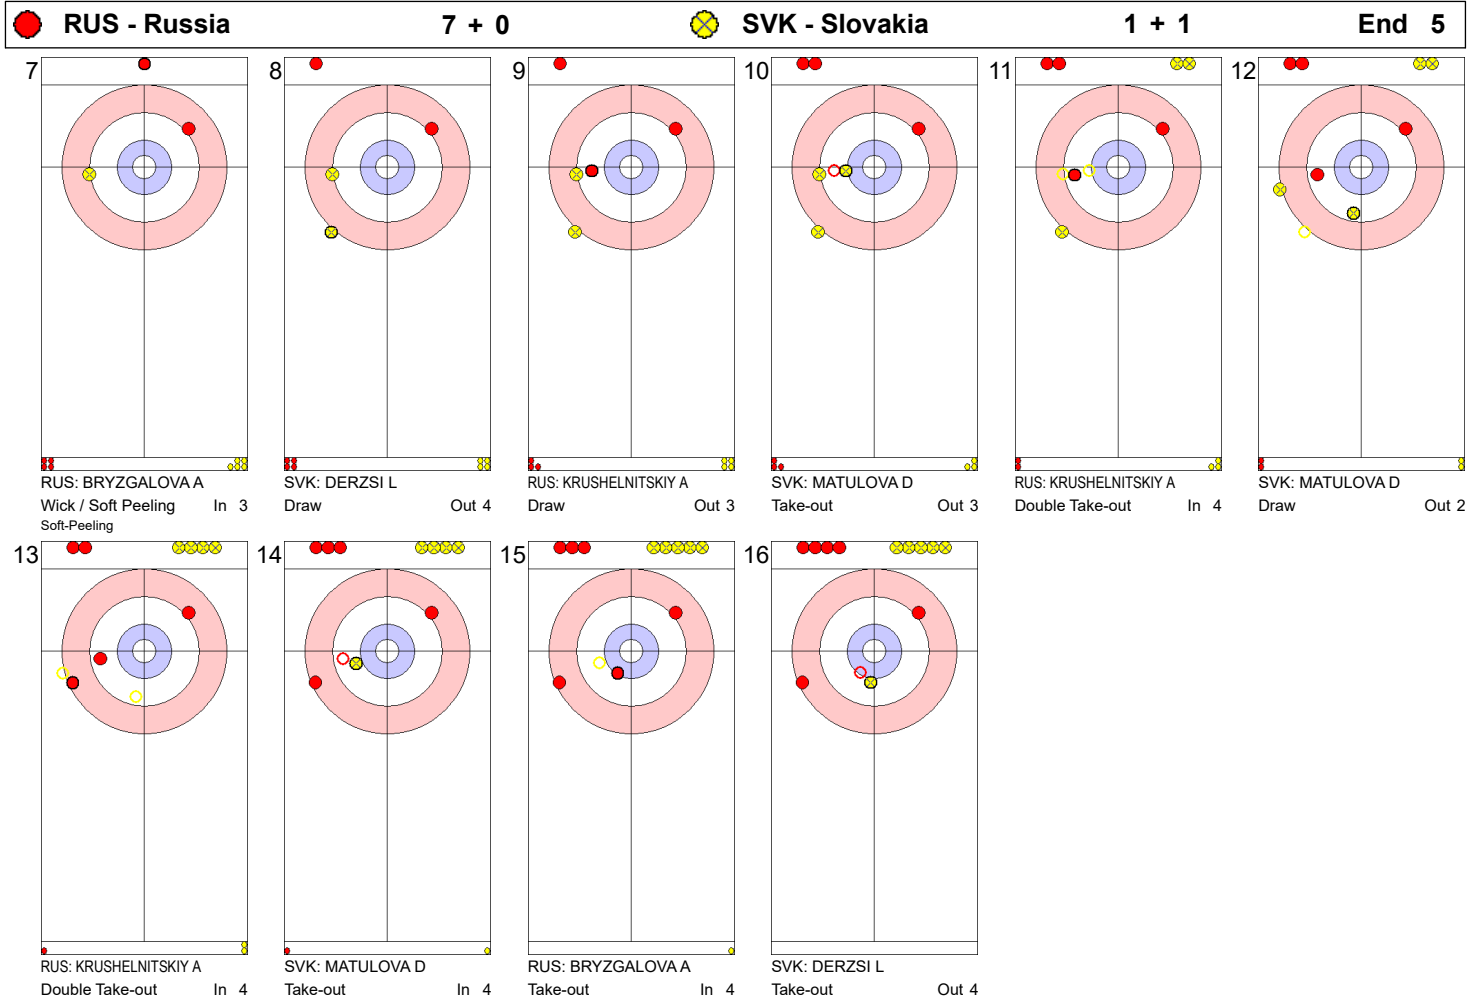 RUS - Russia 7 + 0 SVK - Slovakia 1 + 1 End 5
7 8 9 10 11 12
RUS: BRYZGALOVA A SVK: DERZSI L RUS: KRUSHELNITSKIY A SVK: MATULOVA D RUS: KRUSHELNITSKIY A SVK: MATULOVA D
Wick / Soft Peeling In 3 Draw Out 4 Draw Out 3 Take-out Out 3 Double Take-out In 4 Draw Out 2
Soft-Peeling
13 14 15 16
RUS: KRUSHELNITSKIY A SVK: MATULOVA D RUS: BRYZGALOVA A SVK: DERZSI L
Double Take-out In 4 Take-out In 4 Take-out In 4 Take-out Out 4